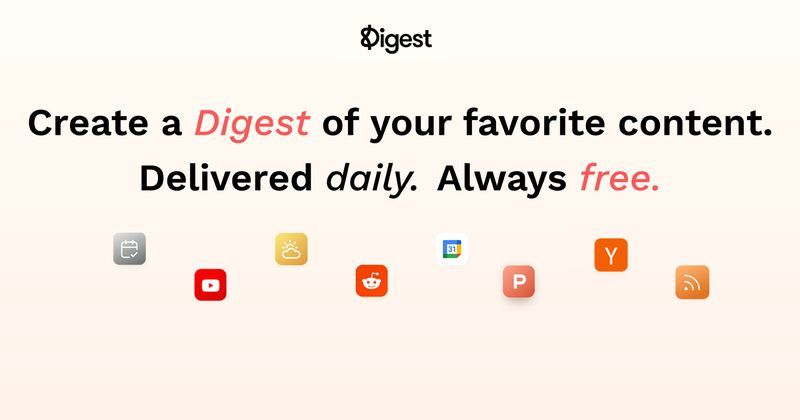 Digest
Create a Digest of your favorite content.
Delivered daily. Always free.
31
P
Y